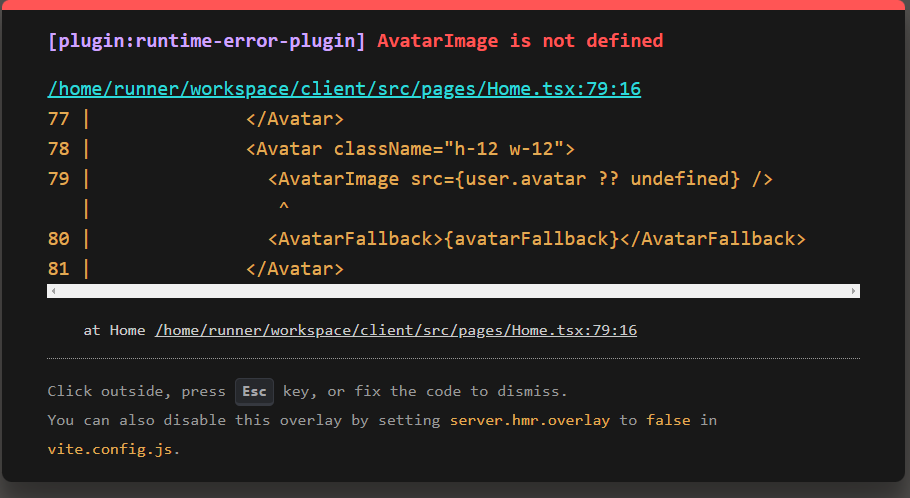 [plugin:runtime-error-plugin] AvatarImage is not defined
/home/runner/workspace/client/src/pages/Home.tsx:79:16
77 |               </Avatar>
78 |               <Avatar className="h-12 w-12">
79 |                 <AvatarImage src={user.avatar ?? undefined} />
   |                  ^
80 |                 <AvatarFallback>{avatarFallback}</AvatarFallback>
81 |               </Avatar>
at Home /home/runner/workspace/client/src/pages/Home.tsx:79:16
Click outside, press Esc key, or fix the code to dismiss.
You can also disable this overlay by setting server.hmr.overlay to false in
vite.config.js.